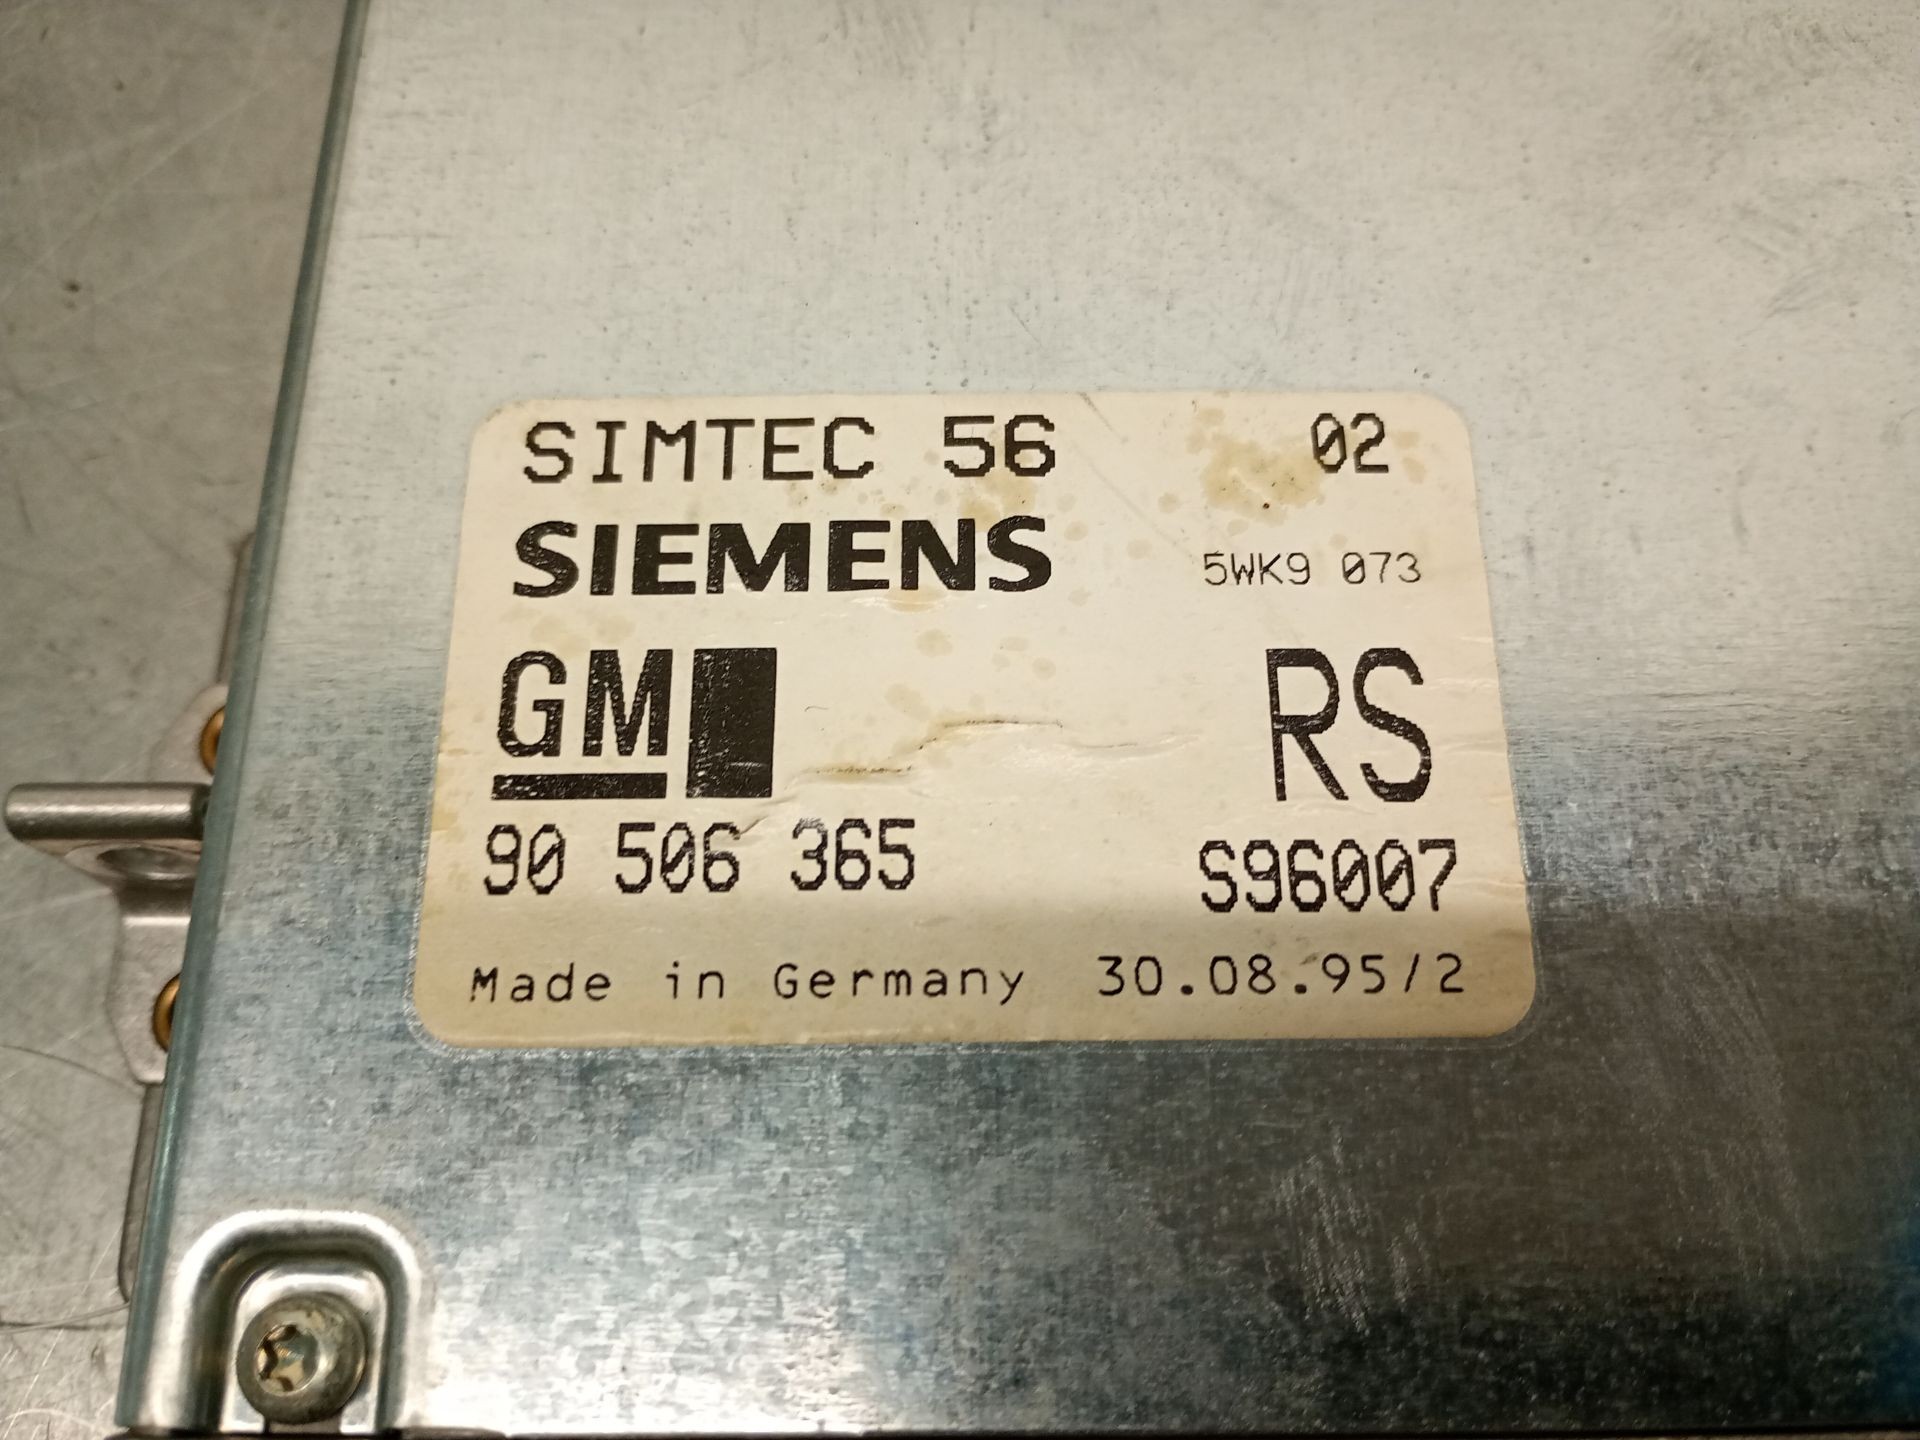 SIMTEC 56 02
SIEMENS 5WK9 073
GM RS
90 506 365 S96007
Made in Germany 30.08.95/2